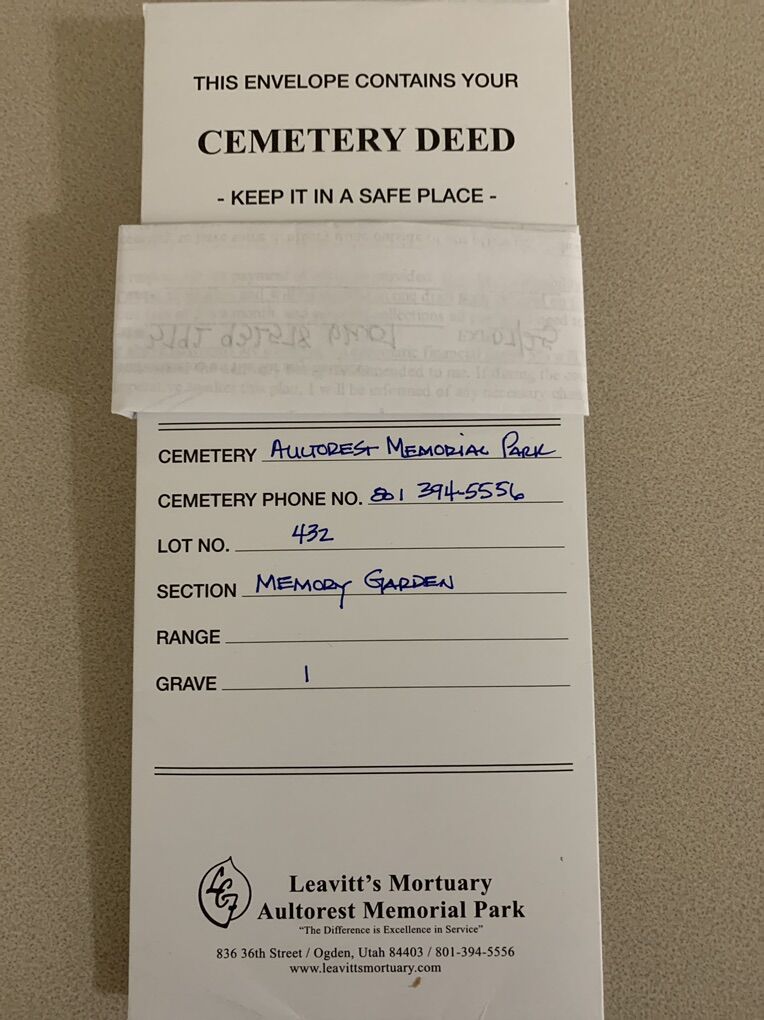 THIS ENVELOPE CONTAINS YOUR
CEMETERY DEED
- KEEP IT IN A SAFE PLACE -
CEMETERY AULTOREST MEMORIAL PARK
CEMETERY PHONE NO. 801 394-5556
LOT NO. 432
SECTION MEMORY GARDEN
RANGE
GRAVE 1
LEF
Leavitt's Mortuary
Aultorest Memorial Park
"The Difference is Excellence in Service"
836 36th Street / Ogden, Utah 84403 / 801-394-5556
www.leavittsmortuary.com